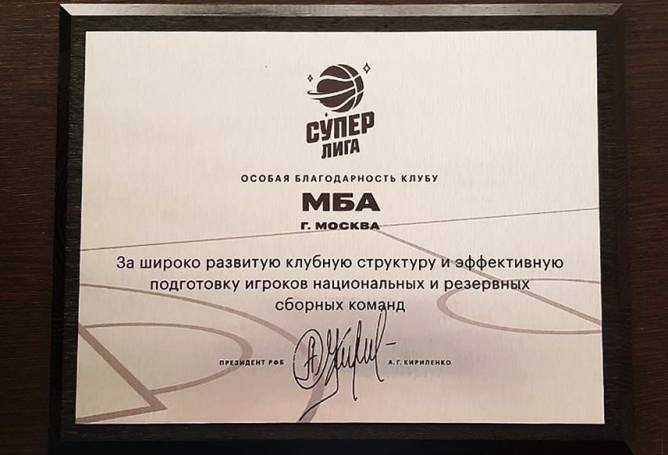 СУПЕР
ЛИГА
ОСОБАЯ БЛАГОДАРНОСТЬ КЛУБУ
МБА
Г. МОСКВА
За широко развитую клубную структуру и эффективную
подготовку игроков национальных и резервных
сборных команд
ПРЕЗИДЕНТ РФБ А. Г. КИРИЛЕНКО